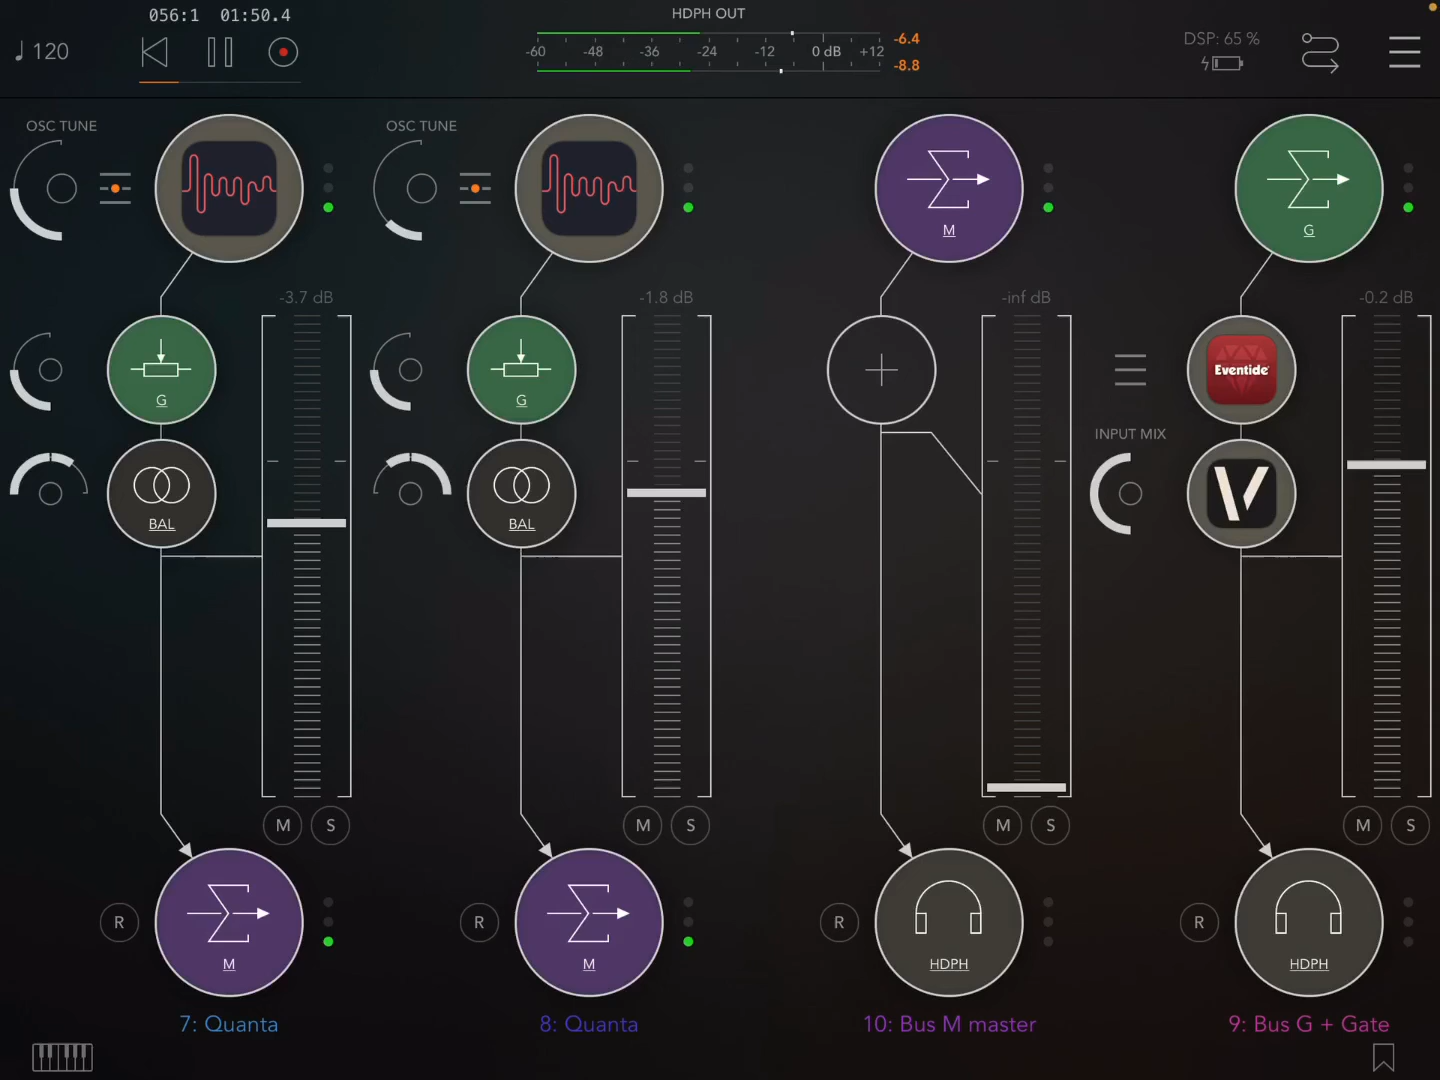 056:1 01:50.4
HDPH OUT
120
-60 -48 -36 -24 -12 0 dB +12
-6.4
-8.8
DSP: 65 %
OSC TUNE
OSC TUNE
M
G
-3.7 dB
-1.8 dB
-inf dB
-0.2 dB
G
G
Eventide
INPUT MIX
BAL
BAL
V
M S
M S
M S
M S
R
M
R
M
R
HDPH
R
HDPH
7: Quanta
8: Quanta
10: Bus M master
9: Bus G + Gate